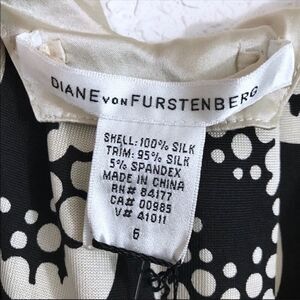 DIANE VON FURSTENBERG
SHELL: 100% SILK
TRIM: 95% SILK
5% SPANDEX
MADE IN CHINA
RN# 84177
CA# 00985
V# 41011
6